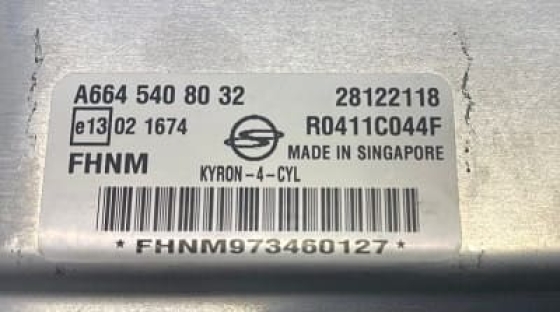 A664 540 80 32 28122118
e13 02 1674 R0411C044F
FHNM MADE IN SINGAPORE
KYRON-4-CYL
* FHNM973460127 *